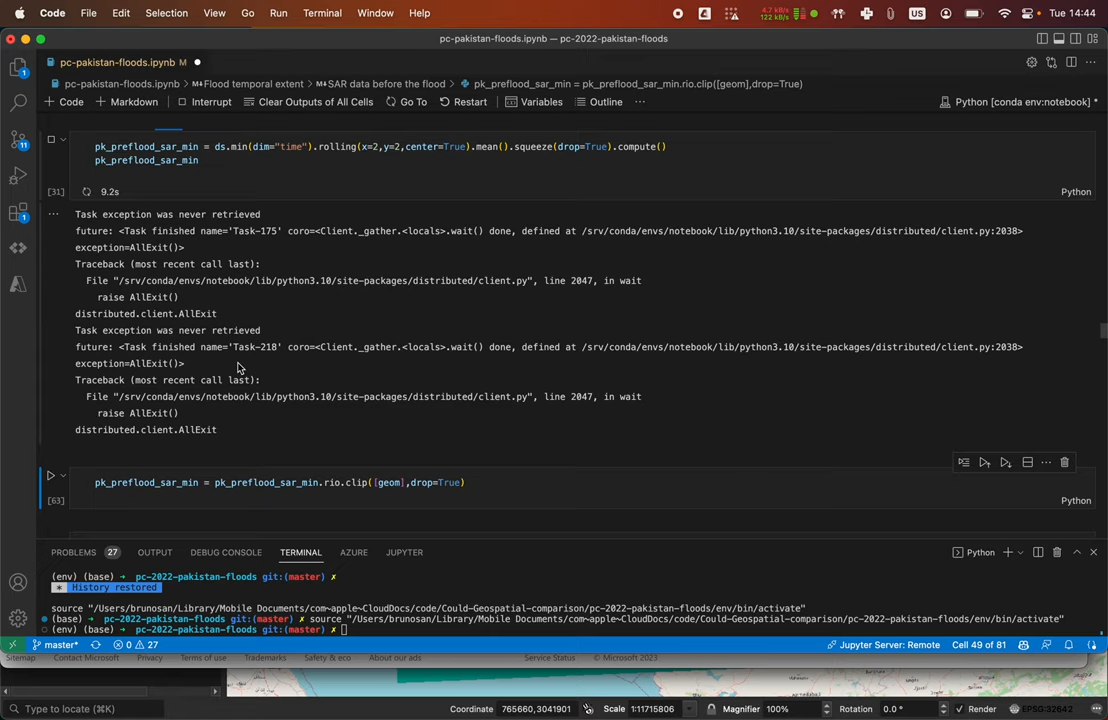 Code File Edit Selection View Go Run Terminal Window Help 4.7 kB/s 122 kB/s US Tue 14:44
pc-pakistan-floods.ipynb — pc-2022-pakistan-floods
pc-pakistan-floods.ipynb M
pc-pakistan-floods.ipynb > Flood temporal extent > SAR data before the flood > pk_preflood_sar_min = pk_preflood_sar_min.rio.clip([geom],drop=True)
+ Code + Markdown Interrupt Clear Outputs of All Cells Go To Restart Variables Outline ... Python [conda env:notebook] *
pk_preflood_sar_min = ds.min(dim="time").rolling(x=2,y=2,center=True).mean().squeeze(drop=True).compute()
pk_preflood_sar_min
[31] 9.2s Python
Task exception was never retrieved
future: <Task finished name='Task-175' coro=<Client._gather.<locals>.wait() done, defined at /srv/conda/envs/notebook/lib/python3.10/site-packages/distributed/client.py:2038>
exception=AllExit()>
Traceback (most recent call last):
File "/srv/conda/envs/notebook/lib/python3.10/site-packages/distributed/client.py", line 2047, in wait
raise AllExit()
distributed.client.AllExit
Task exception was never retrieved
future: <Task finished name='Task-218' coro=<Client._gather.<locals>.wait() done, defined at /srv/conda/envs/notebook/lib/python3.10/site-packages/distributed/client.py:2038>
exception=AllExit()>
Traceback (most recent call last):
File "/srv/conda/envs/notebook/lib/python3.10/site-packages/distributed/client.py", line 2047, in wait
raise AllExit()
distributed.client.AllExit
pk_preflood_sar_min = pk_preflood_sar_min.rio.clip([geom],drop=True)
[63] Python
PROBLEMS 27 OUTPUT DEBUG CONSOLE TERMINAL AZURE JUPYTER Python
(env) (base) → pc-2022-pakistan-floods git:(master) ✗
* History restored
source "/Users/brunosan/Library/Mobile Documents/com~apple~CloudDocs/code/Could-Geospatial-comparison/pc-2022-pakistan-floods/env/bin/activate"
(base) → pc-2022-pakistan-floods git:(master) ✗ source "/Users/brunosan/Library/Mobile Documents/com~apple~CloudDocs/code/Could-Geospatial-comparison/pc-2022-pakistan-floods/env/bin/activate"
(env) (base) → pc-2022-pakistan-floods git:(master) ✗
master* 0 27 Jupyter Server: Remote Cell 49 of 81
Sitemap Contact Microsoft Privacy Terms of use Trademarks Safety & eco About our ads Service Status © Microsoft 2023
Type to locate (⌘K) Coordinate 765660,3041901 Scale 1:11715806 Magnifier 100% Rotation 0.0 ° Render EPSG:32642